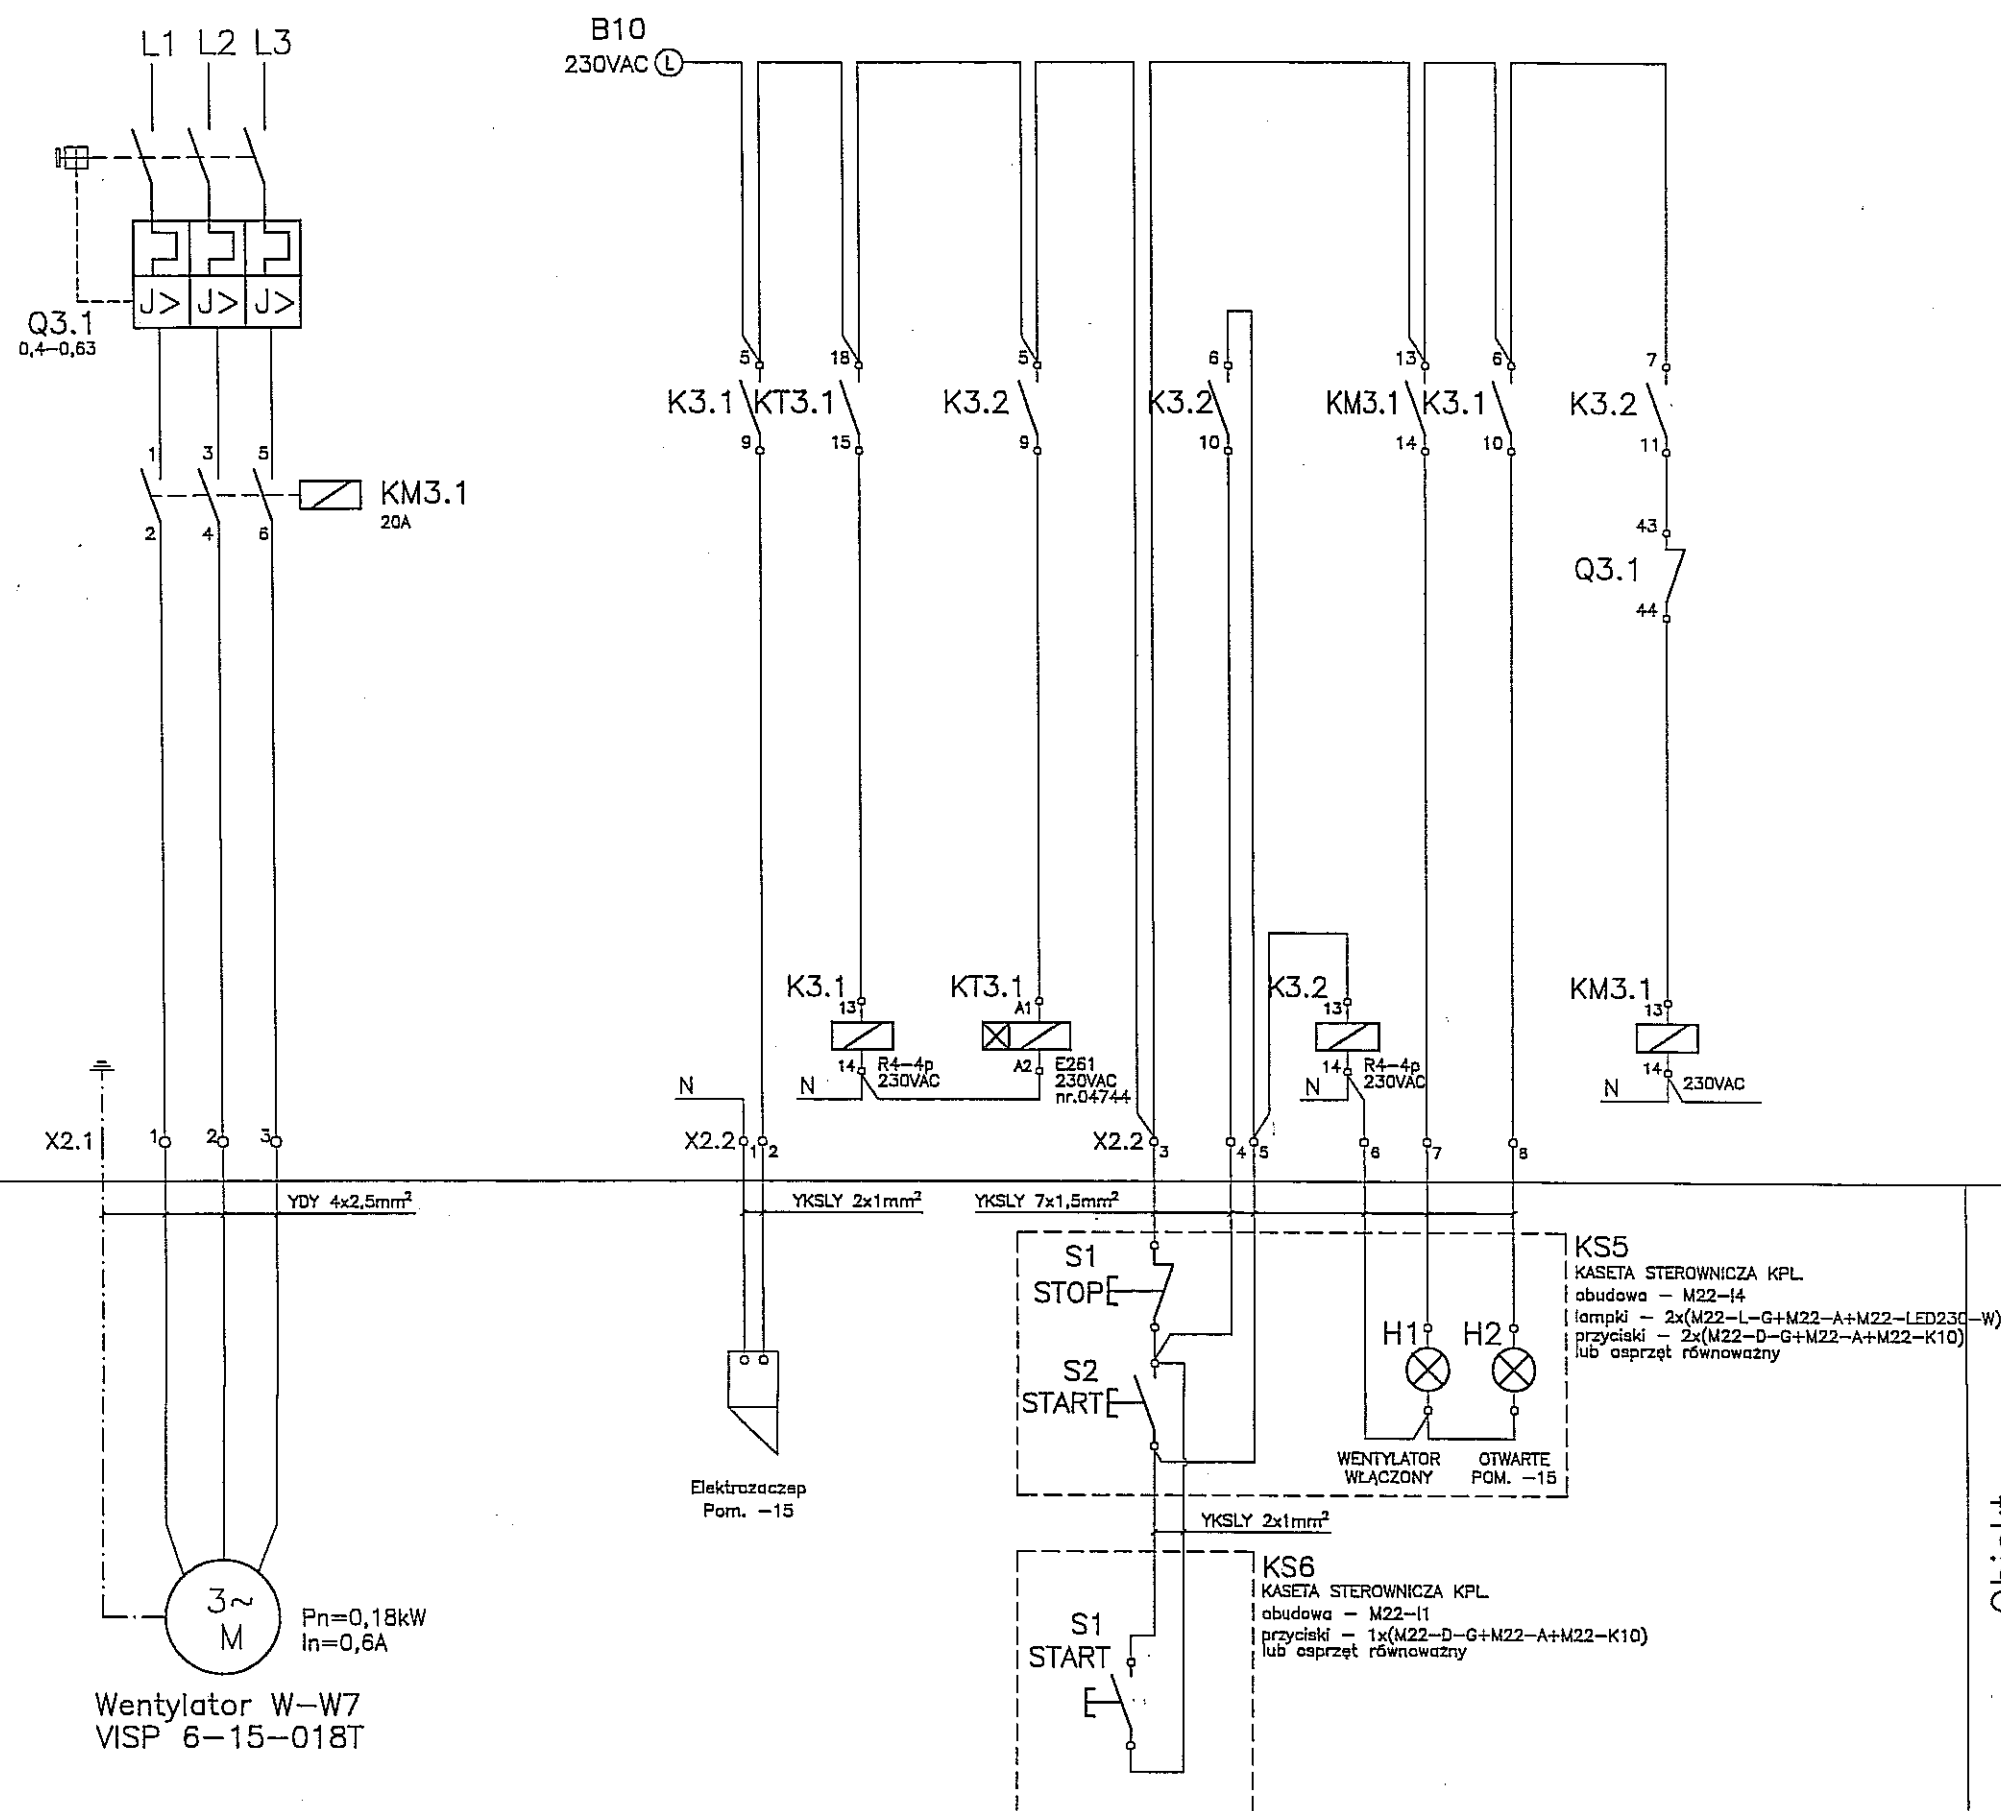 L1 L2 L3
B10
230VAC L
J> J> J>
Q3.1
0,4-0,63
5 18 5 6 13 6 7
K3.1 KT3.1 K3.2 K3.2 KM3.1 K3.1 K3.2
9 15 9 10 14 10 11
1 3 5
KM3.1
20A
2 4 6
43
Q3.1
44
K3.1 KT3.1 K3.2 KM3.1
13 A1 13 13
14 A2 14 14
R4-4p
230VAC
E261
230VAC
nr.04744
R4-4p
230VAC
230VAC
N N N N
X2.1 1 2 3
X2.2 1 2
X2.2 3 4 5 6 7 8
YDY 4x2,5mm²
YKSLY 2x1mm²
YKSLY 7x1,5mm²
S1
STOP
S2
START
H1 H2
WENTYLATOR
WŁĄCZONY
OTWARTE
POM. -15
KS5
KASETA STEROWNICZA KPL.
obudowa - M22-I4
lampki - 2x(M22-L-G+M22-A+M22-LED230-W)
przyciski - 2x(M22-D-G+M22-A+M22-K10)
lub osprzęt równoważny
Elektrozaczep
Pom. -15
YKSLY 2x1mm²
KS6
KASETA STEROWNICZA KPL.
obudowa - M22-I1
przyciski - 1x(M22-D-G+M22-A+M22-K10)
lub osprzęt równoważny
S1
START
3~
M
Pn=0,18kW
In=0,6A
Wentylator W-W7
VISP 6-15-018T